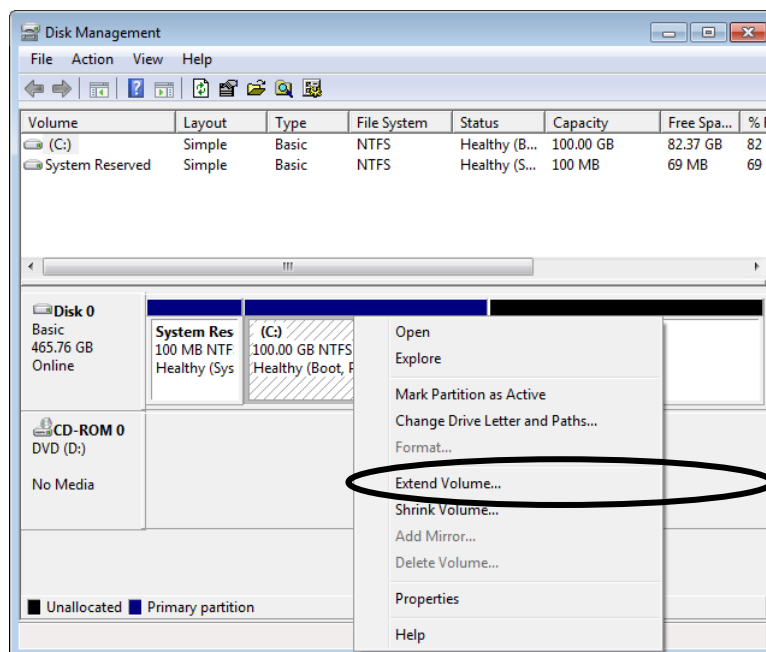 Disk Management
File Action View Help
Volume Layout Type File System Status Capacity Free Spa... %
(C:) Simple Basic NTFS Healthy (B... 100.00 GB 82.37 GB 82
System Reserved Simple Basic NTFS Healthy (S... 100 MB 69 MB 69
Disk 0
Basic
465.76 GB
Online
System Res
100 MB NTF
Healthy (Sys
(C:)
100.00 GB NTFS
Healthy (Boot,
CD-ROM 0
DVD (D:)
No Media
Open
Explore
Mark Partition as Active
Change Drive Letter and Paths...
Format...
Extend Volume...
Shrink Volume...
Add Mirror...
Delete Volume...
Properties
Help
Unallocated Primary partition